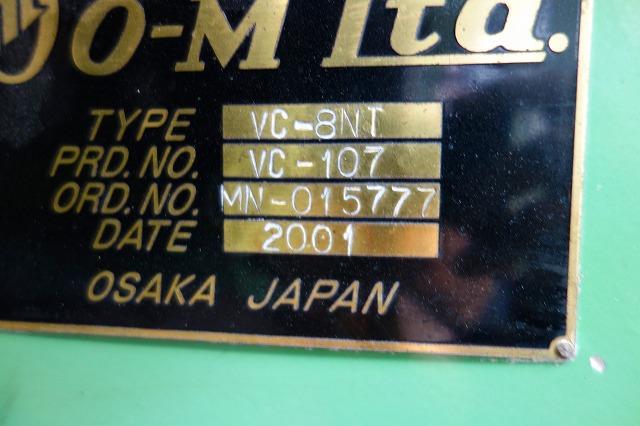 O-M Ltd.
TYPE VC-8NT
PRD. NO. VC-107
ORD. NO. MN-015777
DATE 2001
OSAKA JAPAN